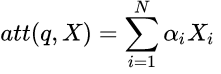 att(q, X) = \sum_{i=1}^{N} \alpha_i X_i